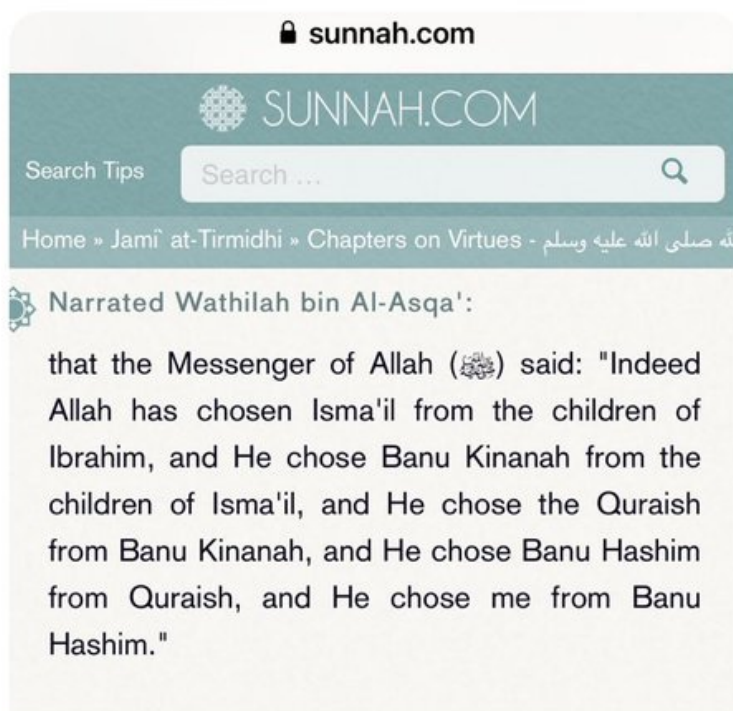 sunnah.com
SUNNAH.COM
Search Tips
Search ...
Home » Jami` at-Tirmidhi » Chapters on Virtues - صلى الله عليه وسلم
Narrated Wathilah bin Al-Asqa':
that the Messenger of Allah (ﷺ) said: "Indeed
Allah has chosen Isma'il from the children of
Ibrahim, and He chose Banu Kinanah from the
children of Isma'il, and He chose the Quraish
from Banu Kinanah, and He chose Banu Hashim
from Quraish, and He chose me from Banu
Hashim."